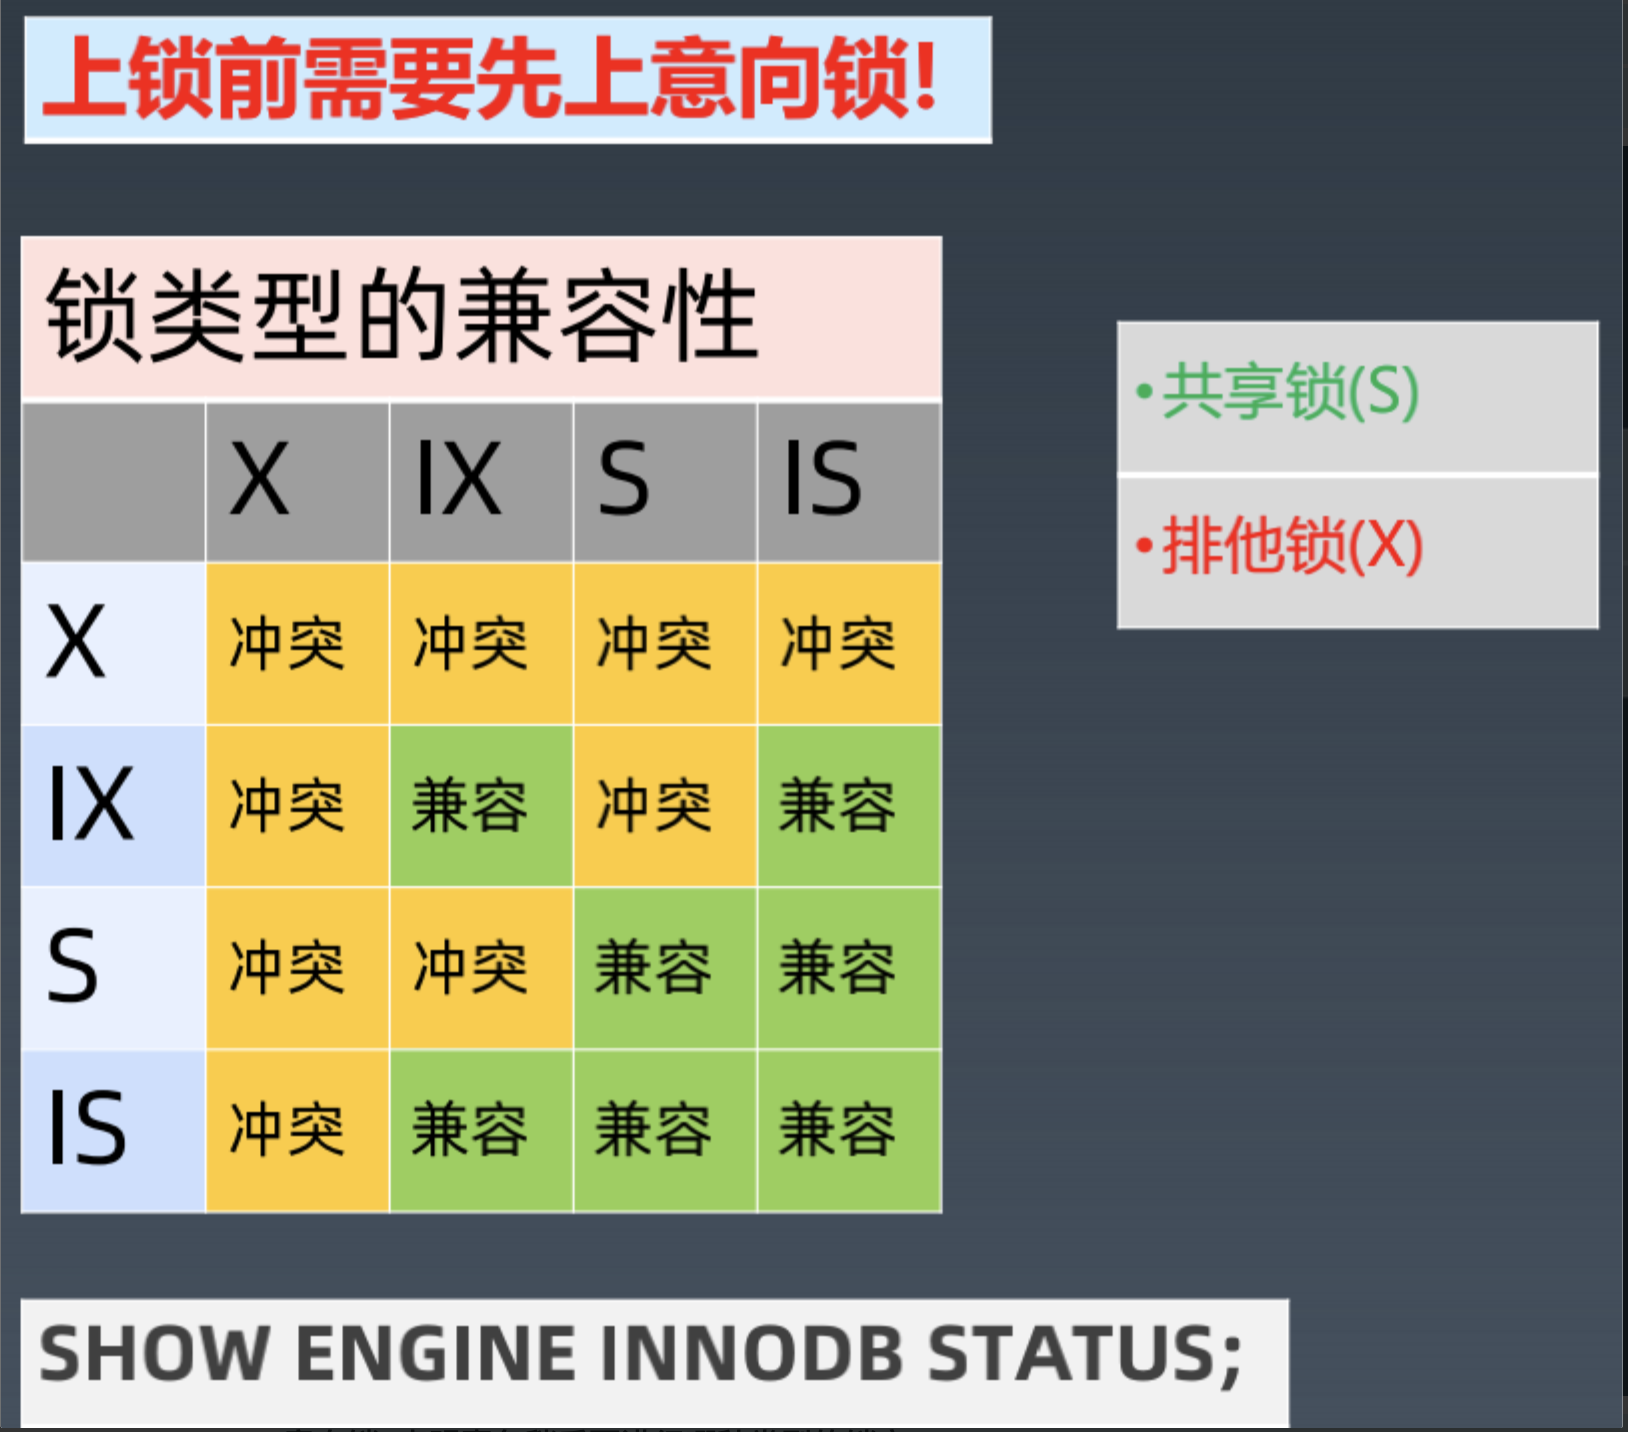 上锁前需要先上意向锁!
锁类型的兼容性
X IX S IS
X 冲突 冲突 冲突 冲突
IX 冲突 兼容 冲突 兼容
S 冲突 冲突 兼容 兼容
IS 冲突 兼容 兼容 兼容
•共享锁(S)
•排他锁(X)
SHOW ENGINE INNODB STATUS;